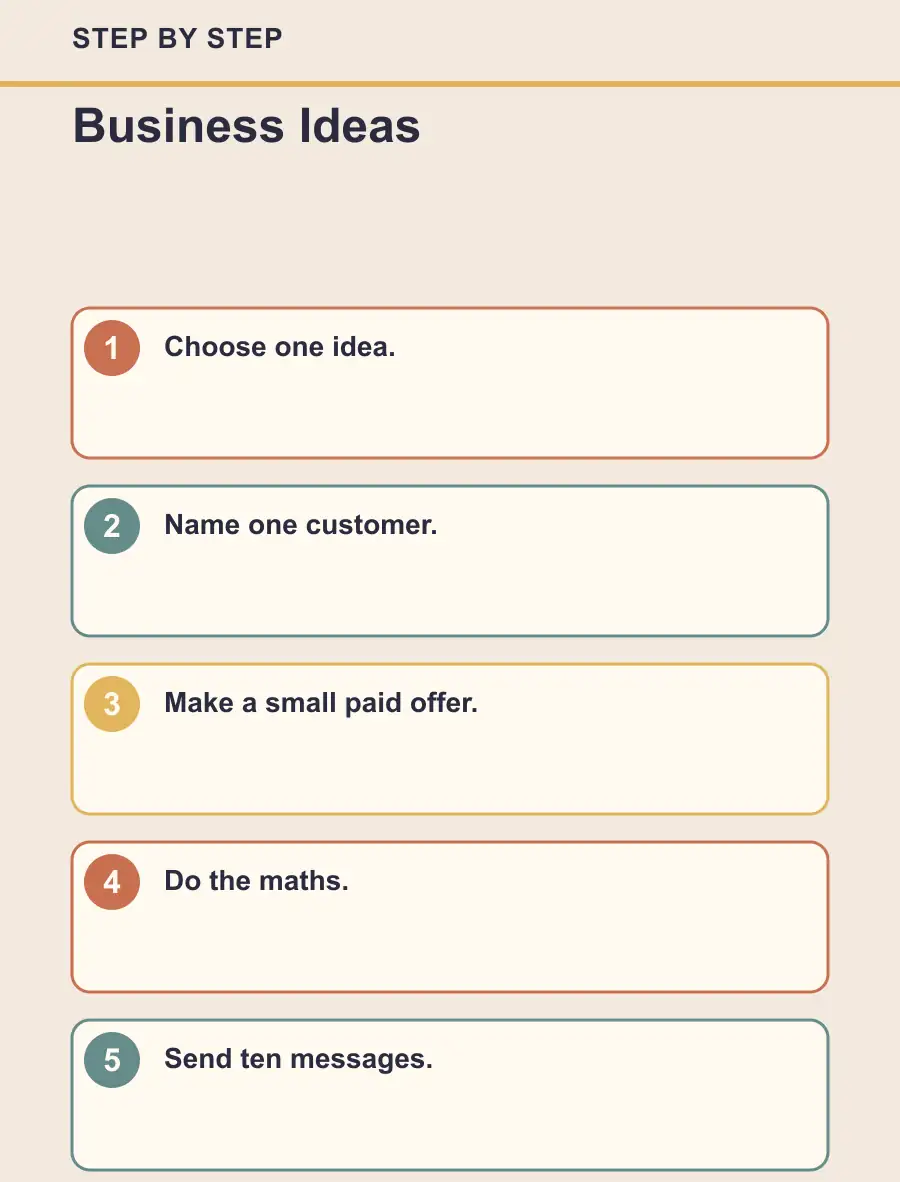 STEP BY STEP
Business Ideas
1 Choose one idea.
2 Name one customer.
3 Make a small paid offer.
4 Do the maths.
5 Send ten messages.